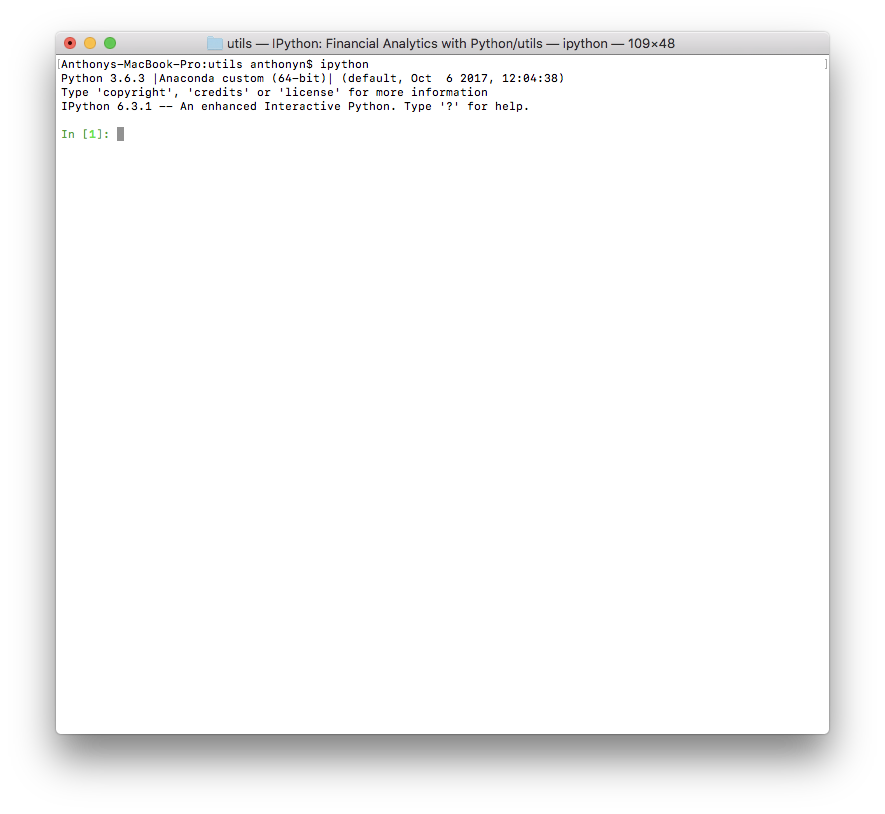 utils — IPython: Financial Analytics with Python/utils — ipython — 109×48
[Anthonys-MacBook-Pro:utils anthonyn$ ipython ]
Python 3.6.3 |Anaconda custom (64-bit)| (default, Oct  6 2017, 12:04:38)
Type 'copyright', 'credits' or 'license' for more information
IPython 6.3.1 -- An enhanced Interactive Python. Type '?' for help.
In [1]: